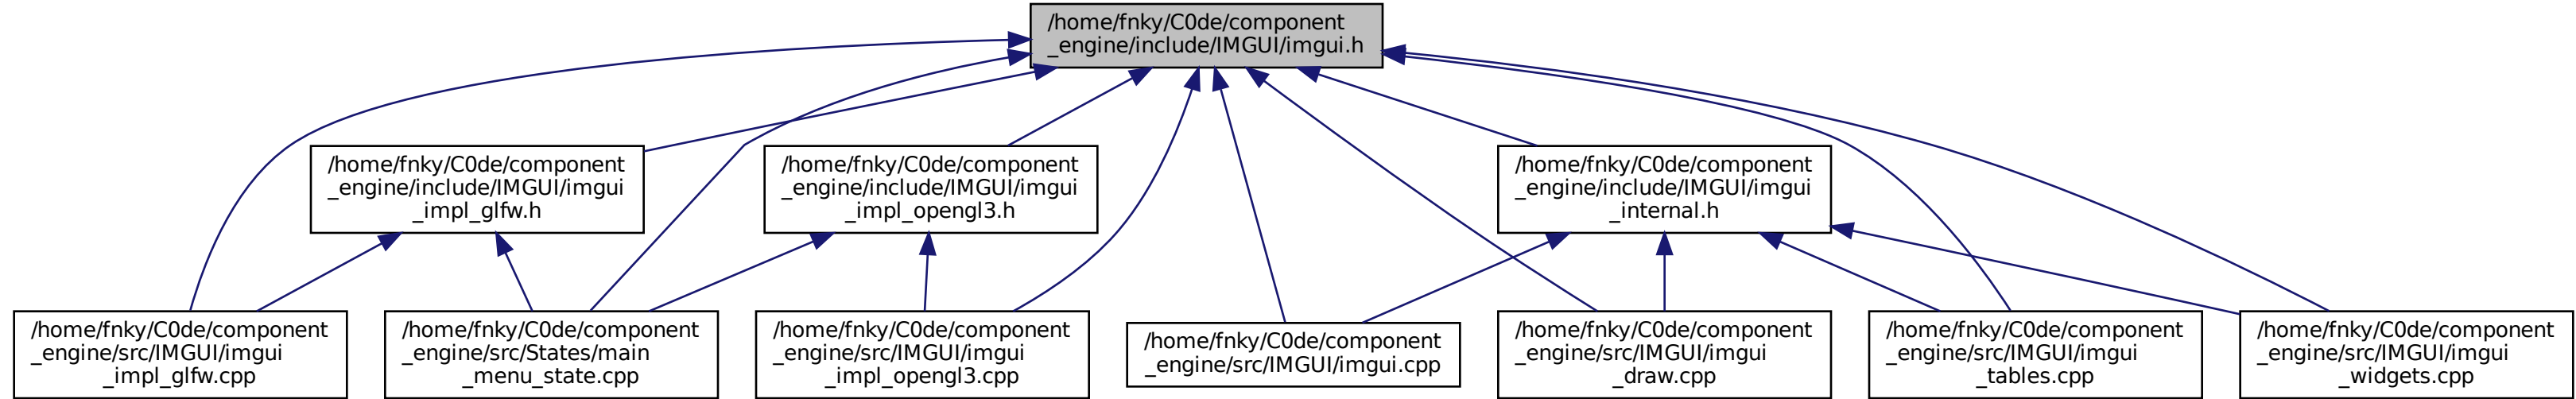 /home/fnky/C0de/component
_engine/include/IMGUI/imgui.h
/home/fnky/C0de/component
_engine/include/IMGUI/imgui
_impl_glfw.h
/home/fnky/C0de/component
_engine/include/IMGUI/imgui
_impl_opengl3.h
/home/fnky/C0de/component
_engine/include/IMGUI/imgui
_internal.h
/home/fnky/C0de/component
_engine/src/IMGUI/imgui
_impl_glfw.cpp
/home/fnky/C0de/component
_engine/src/States/main
_menu_state.cpp
/home/fnky/C0de/component
_engine/src/IMGUI/imgui
_impl_opengl3.cpp
/home/fnky/C0de/component
_engine/src/IMGUI/imgui.cpp
/home/fnky/C0de/component
_engine/src/IMGUI/imgui
_draw.cpp
/home/fnky/C0de/component
_engine/src/IMGUI/imgui
_tables.cpp
/home/fnky/C0de/component
_engine/src/IMGUI/imgui
_widgets.cpp